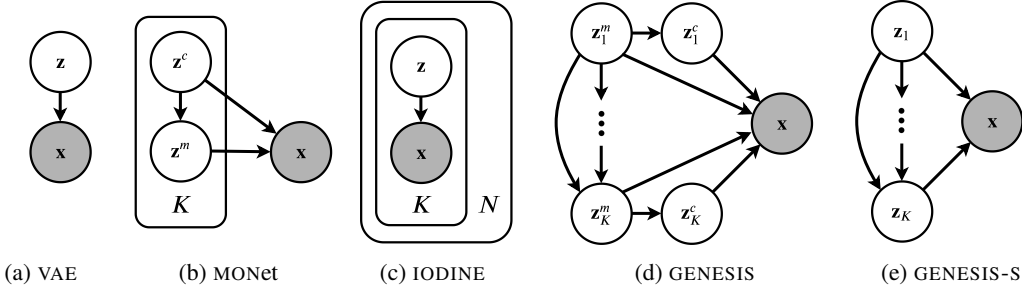 z
x
z^c
z^m
x
K
z
x
K
N
z_1^m
z_1^c
x
z_K^m
z_K^c
z_1
x
z_K
(a) VAE
(b) MONet
(c) IODINE
(d) GENESIS
(e) GENESIS-S